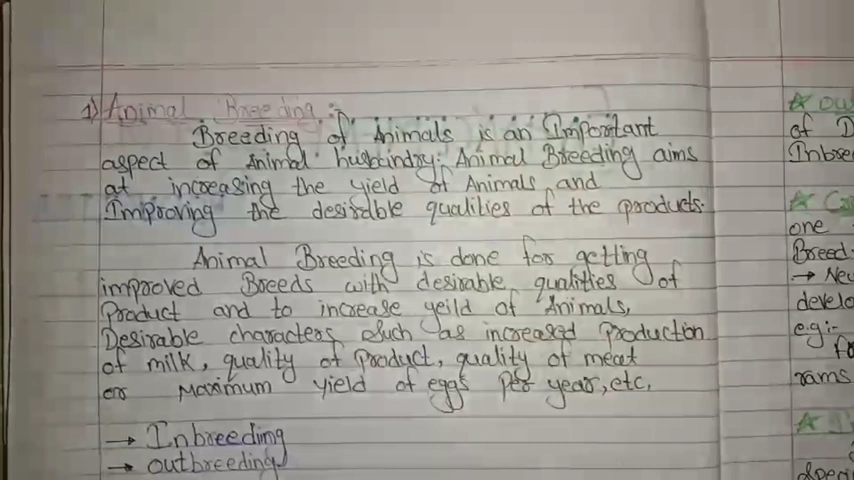 1) Animal Breeding :-
Breeding of Animals is an Important
aspect of Animal husbindry. Animal Breeding aims
at increasing the yield of Animals and
Improving the desirable qualities of the products.
Animal Breeding is done for getting
improved Breeds with desirable qualities of
Product and to increase yeild of Animals,
Desirable characters such as increased production
of milk, quality of product, quality of meat
or Maximum yield of eggs per year, etc.
→ Inbreeding
→ outbreeding
of D
Inbre
one
Breed.
→ New
develo
e.g:-
fo
rams